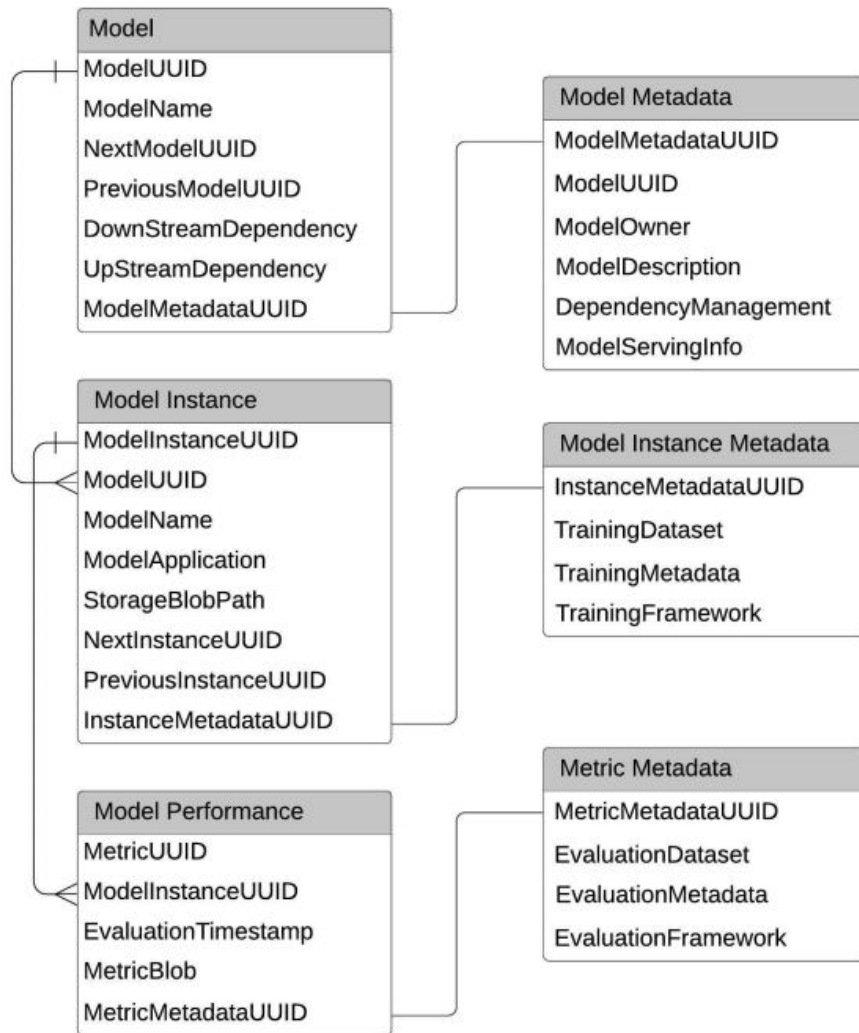 Model
ModelUUID
ModelName
NextModelUUID
PreviousModelUUID
DownStreamDependency
UpStreamDependency
ModelMetadataUUID
Model Metadata
ModelMetadataUUID
ModelUUID
ModelOwner
ModelDescription
DependencyManagement
ModelServingInfo
Model Instance
ModelInstanceUUID
ModelUUID
ModelName
ModelApplication
StorageBlobPath
NextInstanceUUID
PreviousInstanceUUID
InstanceMetadataUUID
Model Instance Metadata
InstanceMetadataUUID
TrainingDataset
TrainingMetadata
TrainingFramework
Model Performance
MetricUUID
ModelInstanceUUID
EvaluationTimestamp
MetricBlob
MetricMetadataUUID
Metric Metadata
MetricMetadataUUID
EvaluationDataset
EvaluationMetadata
EvaluationFramework